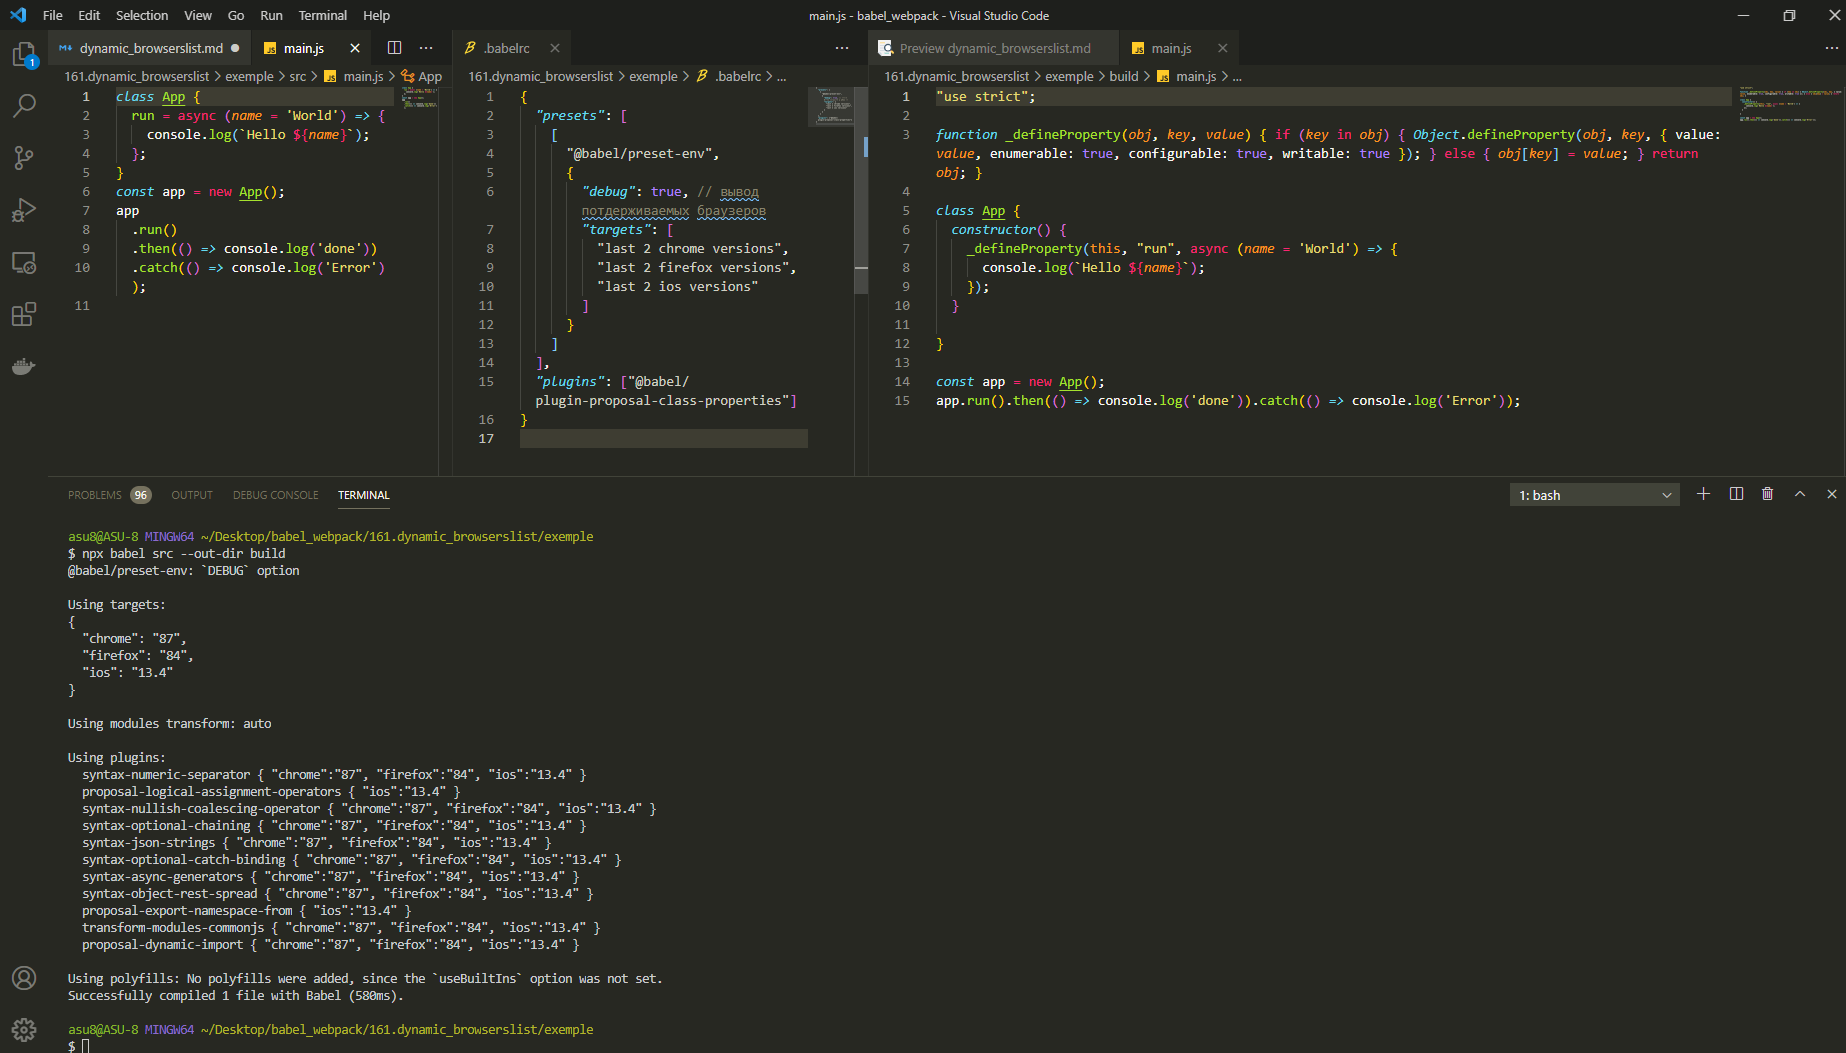 File Edit Selection View Go Run Terminal Help
main.js - babel_webpack - Visual Studio Code
dynamic_browserslist.md
main.js
161.dynamic_browserslist > exemple > src > main.js > App
1 class App {
2 run = async (name = 'World') => {
3 console.log(`Hello ${name}`);
4 };
5 }
6 const app = new App();
7 app
8 .run()
9 .then(() => console.log('done'))
10 .catch(() => console.log('Error')
);
11
.babelrc
161.dynamic_browserslist > exemple > .babelrc > ...
1 {
2 "presets": [
3 [
4 "@babel/preset-env",
5 {
6 "debug": true, // вывод
потдерживаемых браузеров
7 "targets": [
8 "last 2 chrome versions",
9 "last 2 firefox versions",
10 "last 2 ios versions"
11 ]
12 }
13 ]
14 ],
15 "plugins": ["@babel/
plugin-proposal-class-properties"]
16 }
17
Preview dynamic_browserslist.md
main.js
161.dynamic_browserslist > exemple > build > main.js > ...
1 "use strict";
2
3 function _defineProperty(obj, key, value) { if (key in obj) { Object.defineProperty(obj, key, { value:
value, enumerable: true, configurable: true, writable: true }); } else { obj[key] = value; } return
obj; }
4
5 class App {
6 constructor() {
7 _defineProperty(this, "run", async (name = 'World') => {
8 console.log(`Hello ${name}`);
9 });
10 }
11
12 }
13
14 const app = new App();
15 app.run().then(() => console.log('done')).catch(() => console.log('Error'));
PROBLEMS 96 OUTPUT DEBUG CONSOLE TERMINAL
1: bash
asu8@ASU-8 MINGW64 ~/Desktop/babel_webpack/161.dynamic_browserslist/exemple
$ npx babel src --out-dir build
@babel/preset-env: `DEBUG` option
Using targets:
{
"chrome": "87",
"firefox": "84",
"ios": "13.4"
}
Using modules transform: auto
Using plugins:
syntax-numeric-separator { "chrome":"87", "firefox":"84", "ios":"13.4" }
proposal-logical-assignment-operators { "ios":"13.4" }
syntax-nullish-coalescing-operator { "chrome":"87", "firefox":"84", "ios":"13.4" }
syntax-optional-chaining { "chrome":"87", "firefox":"84", "ios":"13.4" }
syntax-json-strings { "chrome":"87", "firefox":"84", "ios":"13.4" }
syntax-optional-catch-binding { "chrome":"87", "firefox":"84", "ios":"13.4" }
syntax-async-generators { "chrome":"87", "firefox":"84", "ios":"13.4" }
syntax-object-rest-spread { "chrome":"87", "firefox":"84", "ios":"13.4" }
proposal-export-namespace-from { "ios":"13.4" }
transform-modules-commonjs { "chrome":"87", "firefox":"84", "ios":"13.4" }
proposal-dynamic-import { "chrome":"87", "firefox":"84", "ios":"13.4" }
Using polyfills: No polyfills were added, since the `useBuiltIns` option was not set.
Successfully compiled 1 file with Babel (580ms).
asu8@ASU-8 MINGW64 ~/Desktop/babel_webpack/161.dynamic_browserslist/exemple
$